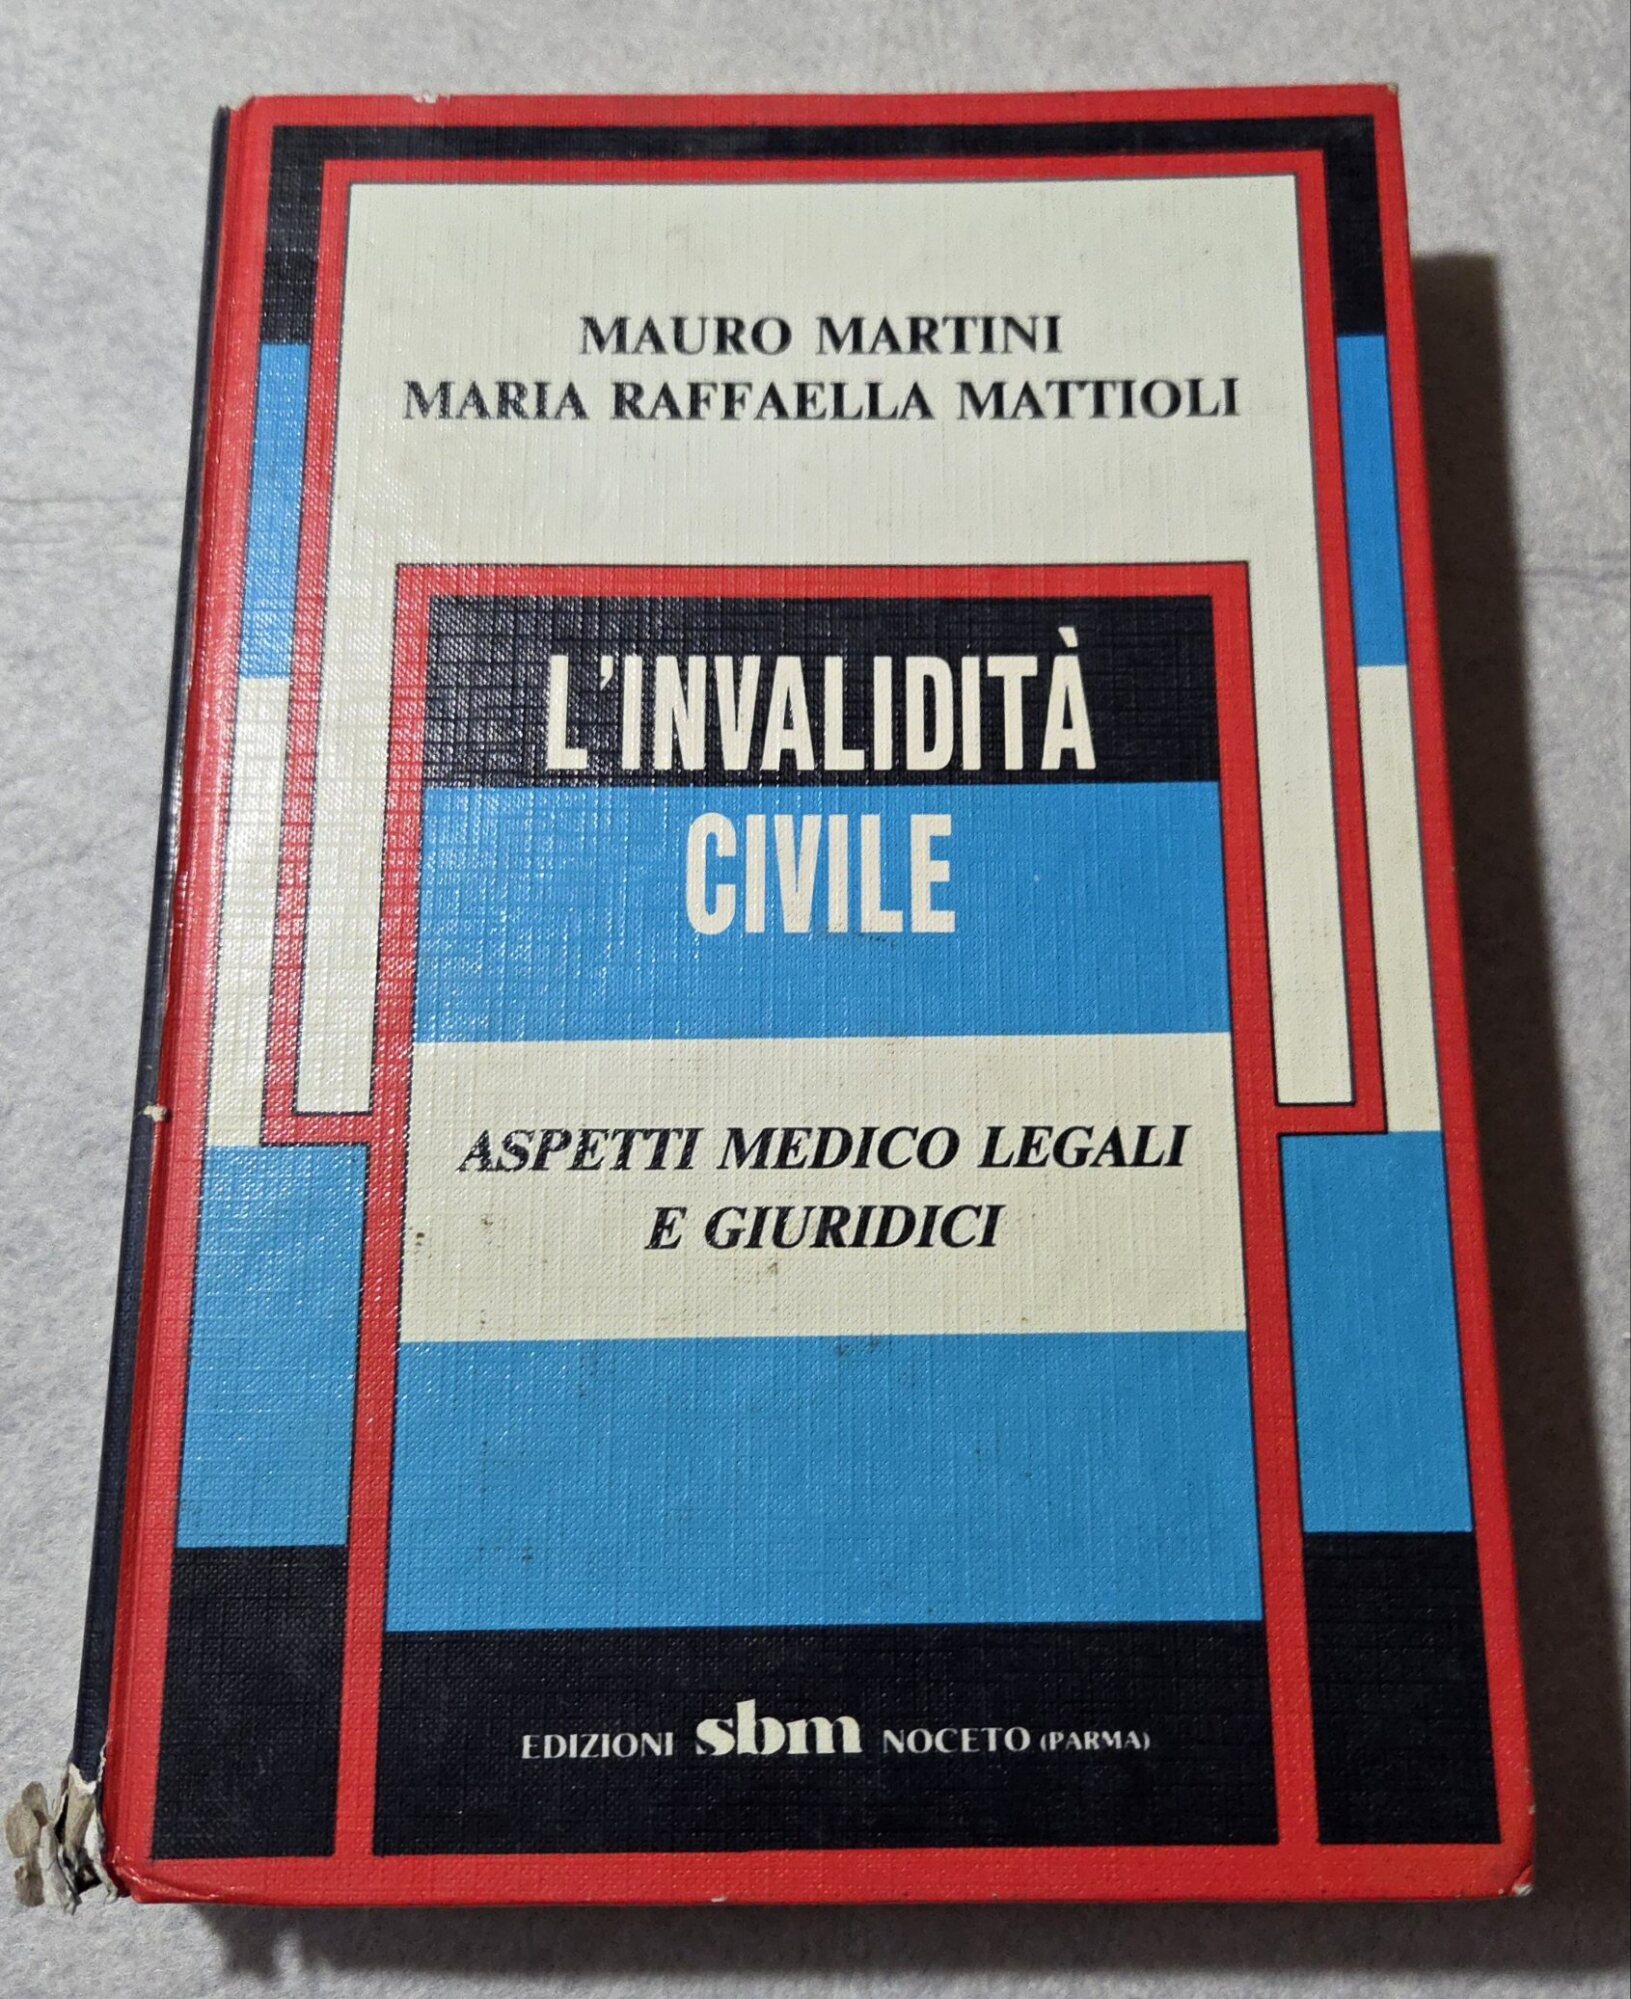 MAURO MARTINI
MARIA RAFFAELLA MATTIOLI
L'INVALIDITÀ
CIVILE
ASPETTI MEDICO LEGALI
E GIURIDICI
EDIZIONI sbm NOCETO (PARMA)